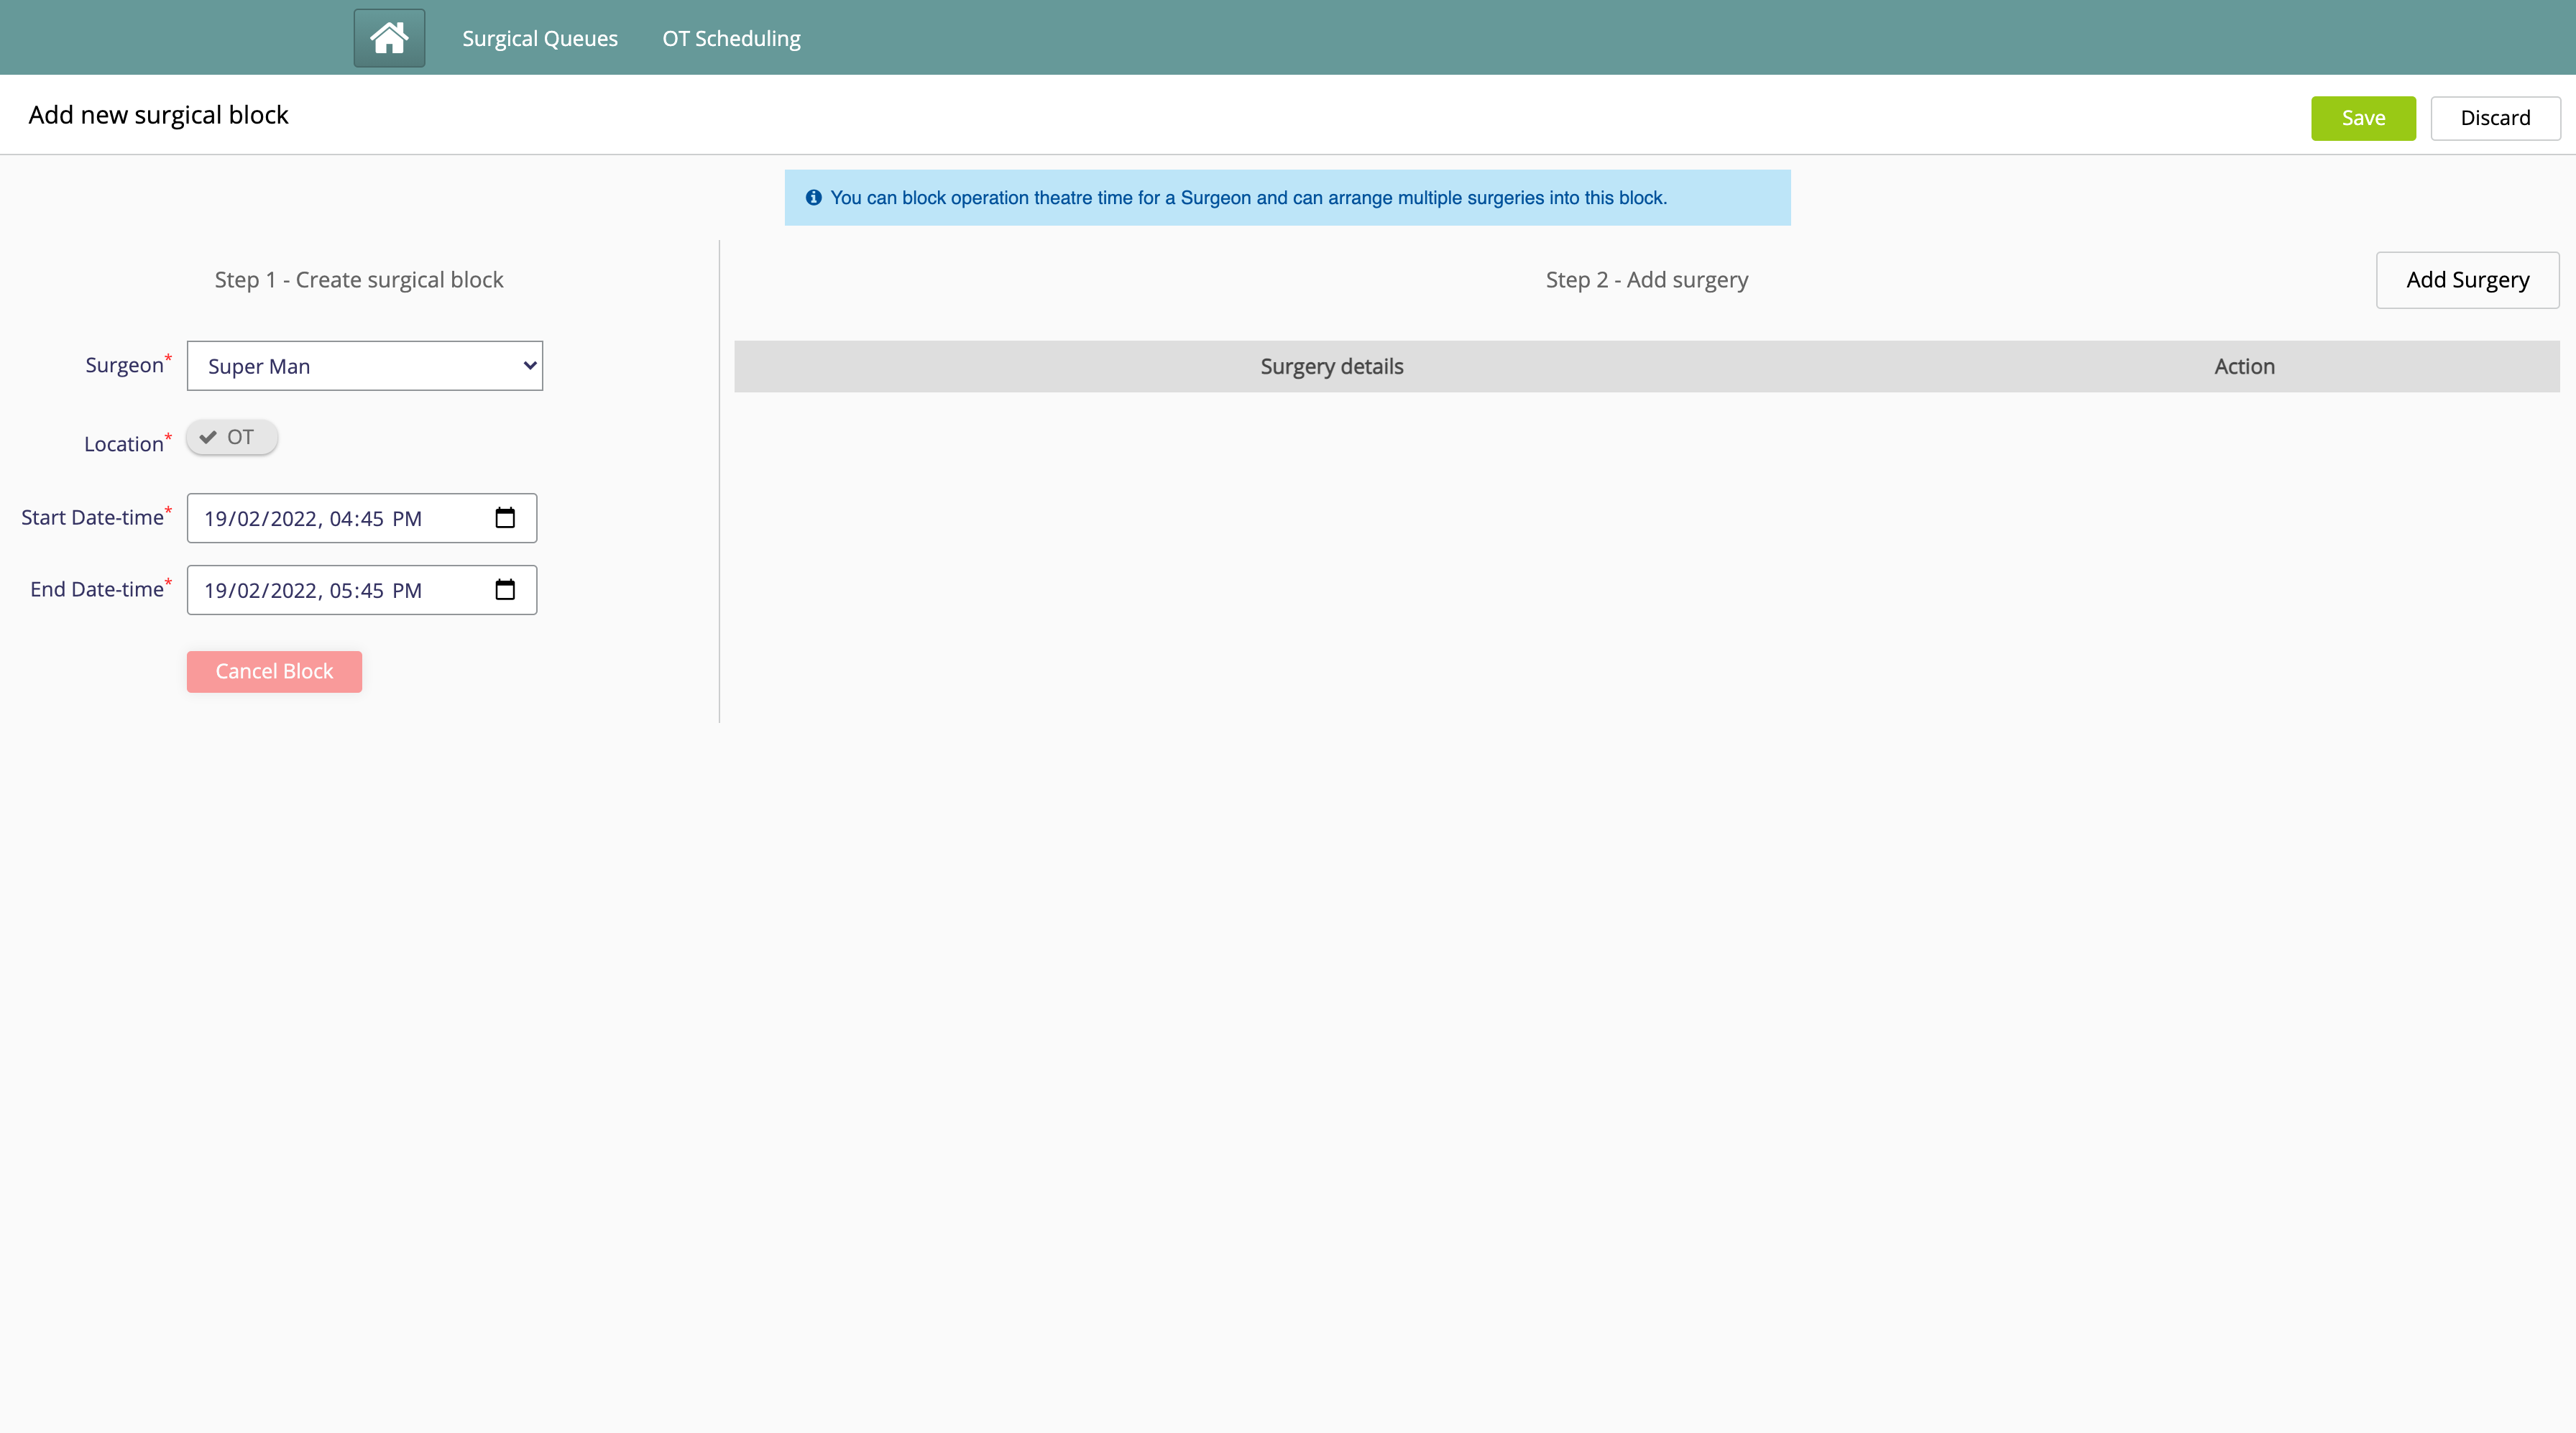 Surgical Queues OT Scheduling
Add new surgical block Save Discard
You can block operation theatre time for a Surgeon and can arrange multiple surgeries into this block.
Step 1 - Create surgical block
Surgeon* Super Man
Location* OT
Start Date-time* 19/02/2022, 04:45 PM
End Date-time* 19/02/2022, 05:45 PM
Cancel Block
Step 2 - Add surgery Add Surgery
Surgery details Action